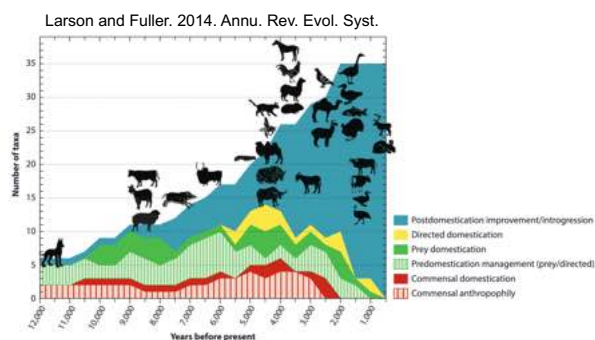 Larson and Fuller. 2014. Annu. Rev. Evol. Syst.
Number of taxa
35
30
25
20
15
10
5
0
12,000
11,000
10,000
9,000
8,000
7,000
6,000
5,000
4,000
3,000
2,000
1,000
Years before present
Postdomestication improvement/introgression
Directed domestication
Prey domestication
Predomestication management (prey/directed)
Commensal domestication
Commensal anthropophily